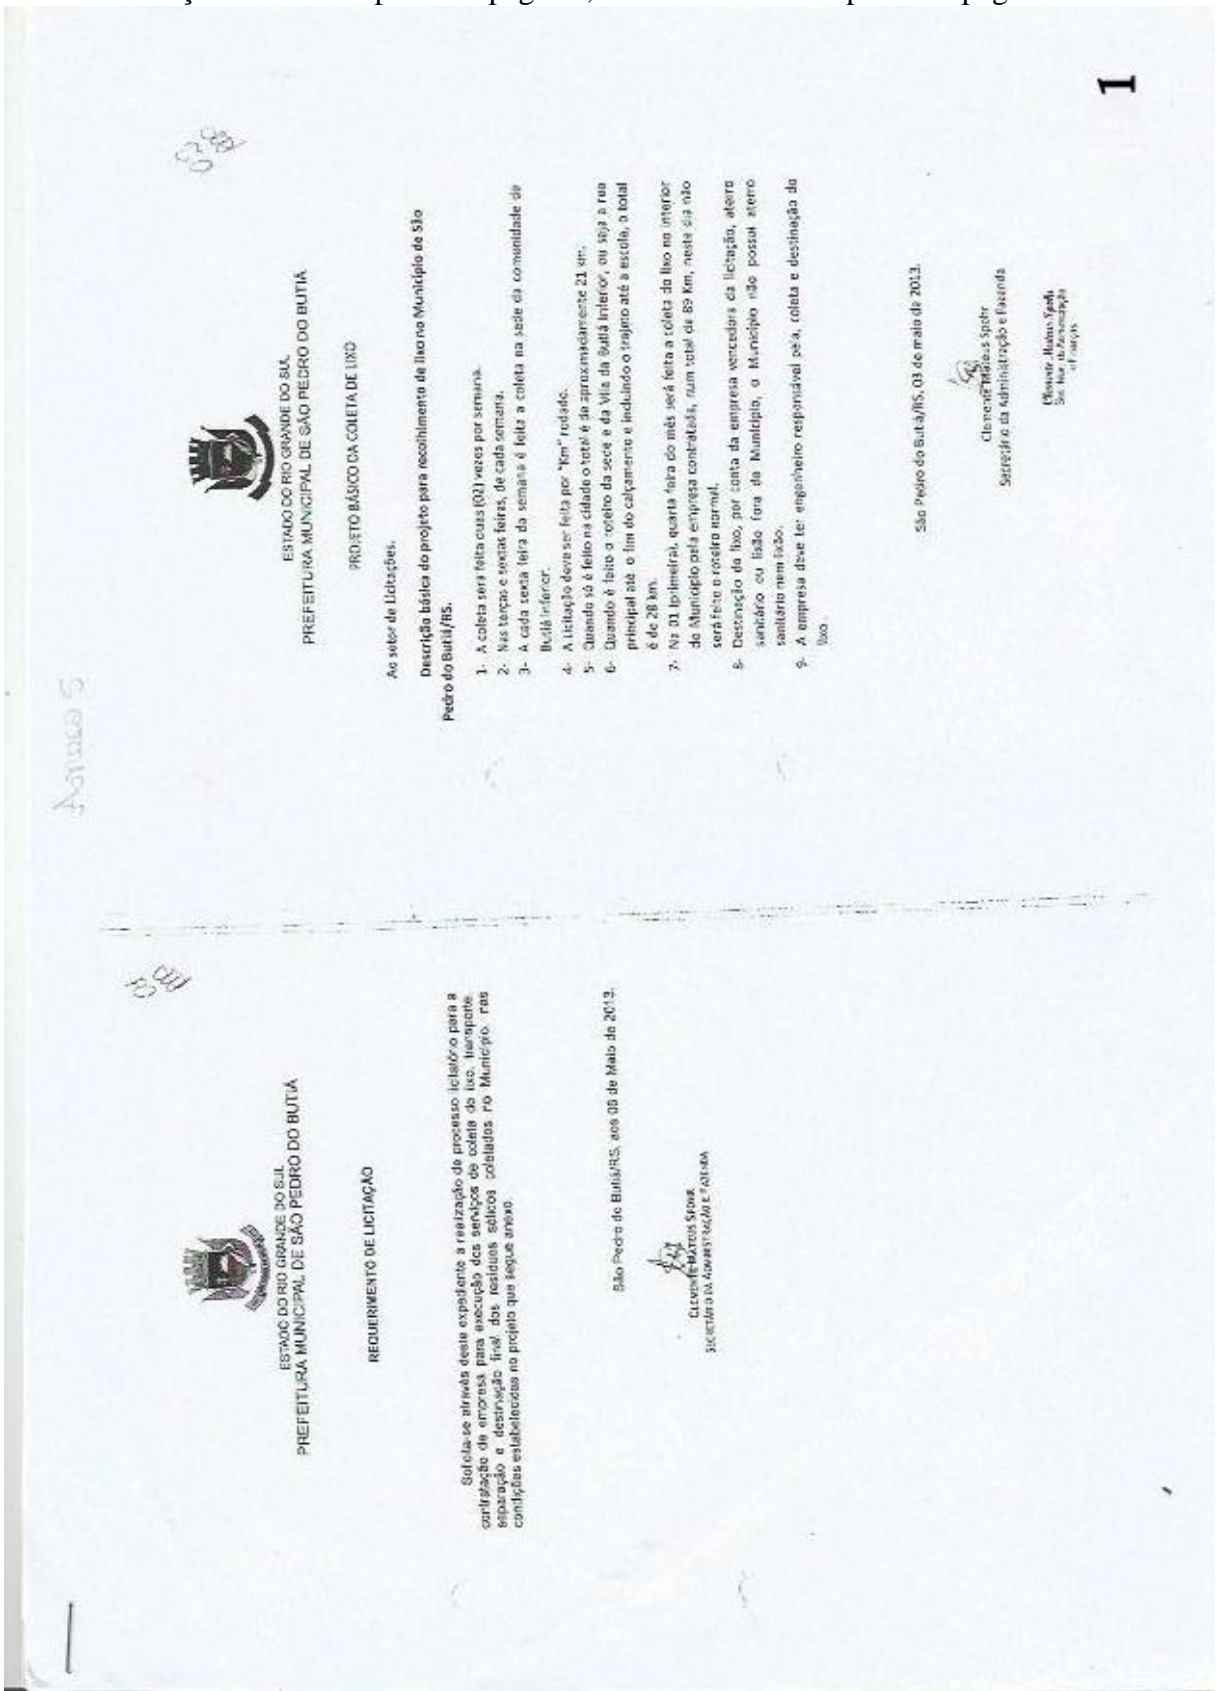 Anexo 5
ESTADO DO RIO GRANDE DO SUL
PREFEITURA MUNICIPAL DE SÃO PEDRO DO BUTIÁ
REQUERIMENTO DE LICITAÇÃO
Solicita-se através deste expediente a realização de processo licitatório para a
contratação de empresa para execução dos serviços de coleta de lixo, transporte,
separação e destinação final dos resíduos sólidos coletados no Município, nas
condições estabelecidas no projeto que segue anexo.
São Pedro do Butiá/RS, aos 06 de Maio de 2013.
CLEMENTE MATEUS SPOHR
SECRETÁRIO DA ADMINISTRAÇÃO E FAZENDA
ESTADO DO RIO GRANDE DO SUL
PREFEITURA MUNICIPAL DE SÃO PEDRO DO BUTIÁ
PROJETO BÁSICO DA COLETA DE LIXO
Ao setor de Licitações.
Descrição básica do projeto para recolhimento de lixo no Município de São
Pedro do Butiá/RS.
1- A coleta será feita duas (02) vezes por semana.
2- Nas terças e sextas feiras, de cada semana.
3- A cada sexta feira da semana é feita a coleta na sede da comunidade de
Butiá Inferior.
4- A Licitação deve ser feita por "Km" rodado.
5- Quando só é feito na cidade o total é de aproximadamente 21 km.
6- Quando é feito o roteiro da sede e da Vila da Butiá Inferior, ou seja a rua
principal até o fim do calçamento e incluindo o trajeto até a escola, o total
é de 28 km.
7- Na 01 (primeira), quarta feira do mês será feita a coleta do lixo no interior
do Município pela empresa contratada, num total de 89 Km, neste dia não
será feito o roteiro normal.
8- Destinação do lixo, por conta da empresa vencedora da licitação, aterro
sanitário ou lixão fora do Município, o Município não possui aterro
sanitário nem lixão.
9- A empresa deve ter engenheiro responsável pela, coleta e destinação do
lixo.
São Pedro do Butiá/RS, 03 de maio de 2013.
Clemente Mateus Spohr
Secretário da Administração e Fazenda
Clemente Mateus Spohr
Sec. Mun. da Administração
e Finanças
1